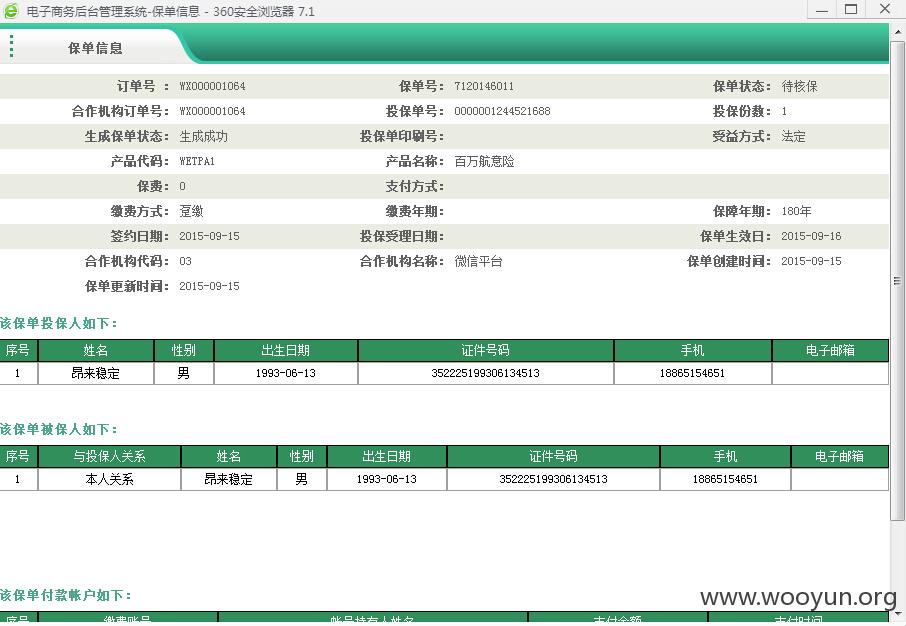 电子商务后台管理系统-保单信息 - 360安全浏览器 7.1
保单信息
订单号 : WX000001064 保单号: 7120146011 保单状态: 待核保
合作机构订单号: WX000001064 投保单号: 0000001244521688 投保份数: 1
生成保单状态: 生成成功 投保单印刷号: 受益方式: 法定
产品代码: WETPA1 产品名称: 百万航意险
保费: 0 支付方式:
缴费方式: 趸缴 缴费年期: 保障年期: 180年
签约日期: 2015-09-15 投保受理日期: 保单生效日: 2015-09-16
合作机构代码: 03 合作机构名称: 微信平台 保单创建时间: 2015-09-15
保单更新时间: 2015-09-15
该保单投保人如下:
序号 姓名 性别 出生日期 证件号码 手机 电子邮箱
1 昂来稳定 男 1993-06-13 352225199306134513 18865154651
该保单被保人如下:
序号 与投保人关系 姓名 性别 出生日期 证件号码 手机 电子邮箱
1 本人关系 昂来稳定 男 1993-06-13 352225199306134513 18865154651
该保单付款帐户如下:
www.wooyun.org
序号 缴费账号 帐号持有人姓名 支付金额 支付时间